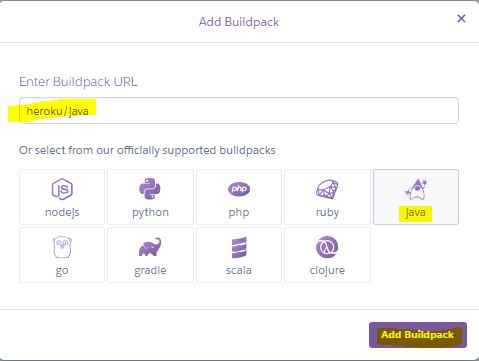 Add Buildpack
×
Enter Buildpack URL
heroku/java
Or select from our officially supported buildpacks
JS
php
nodejs
python
php
ruby
java
go
gradle
scala
clojure
Add Buildpack